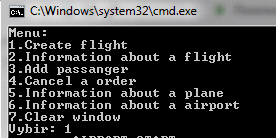 C:\Windows\system32\cmd.exe
Menu:
1.Create flight
2.Information about a flight
3.Add passanger
4.Cancel a order
5.Information about a plane
6.Information about a airport
7.Clear window
Vybir: 1